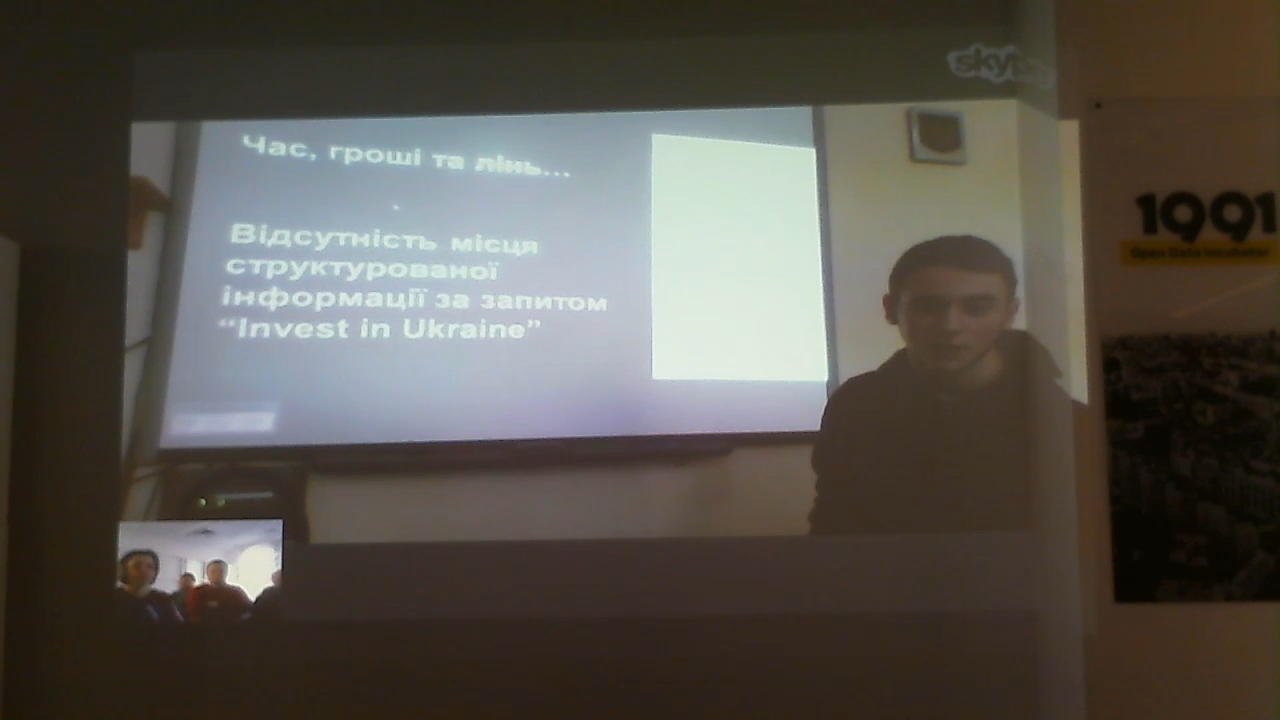 skype
Час, гроші та лінь...
Відсутність місця
структурованої
інформації за запитом
“Invest in Ukraine”
1991
Open Data Incubator